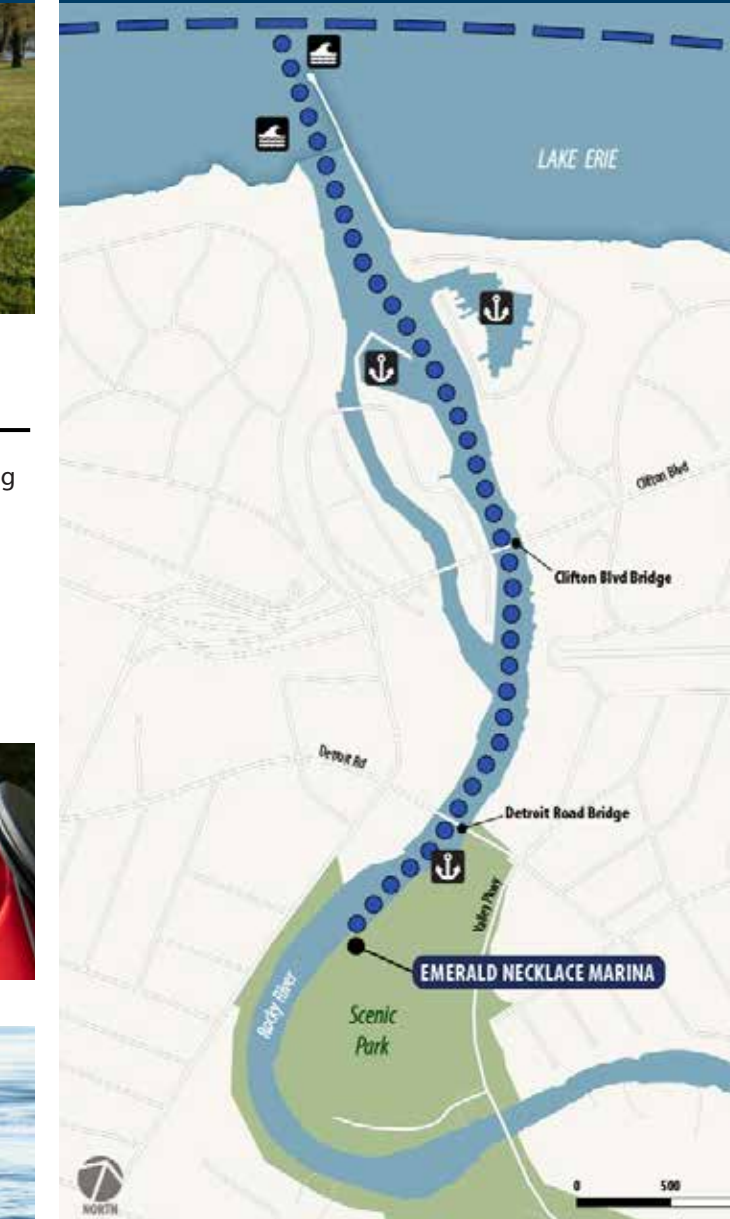 LAKE ERIE
g
Clifton Blvd
Clifton Blvd Bridge
Detroit Rd
Detroit Road Bridge
Valley Pkwy
EMERALD NECKLACE MARINA
Rocky River
Scenic
Park
0 500
NORTH